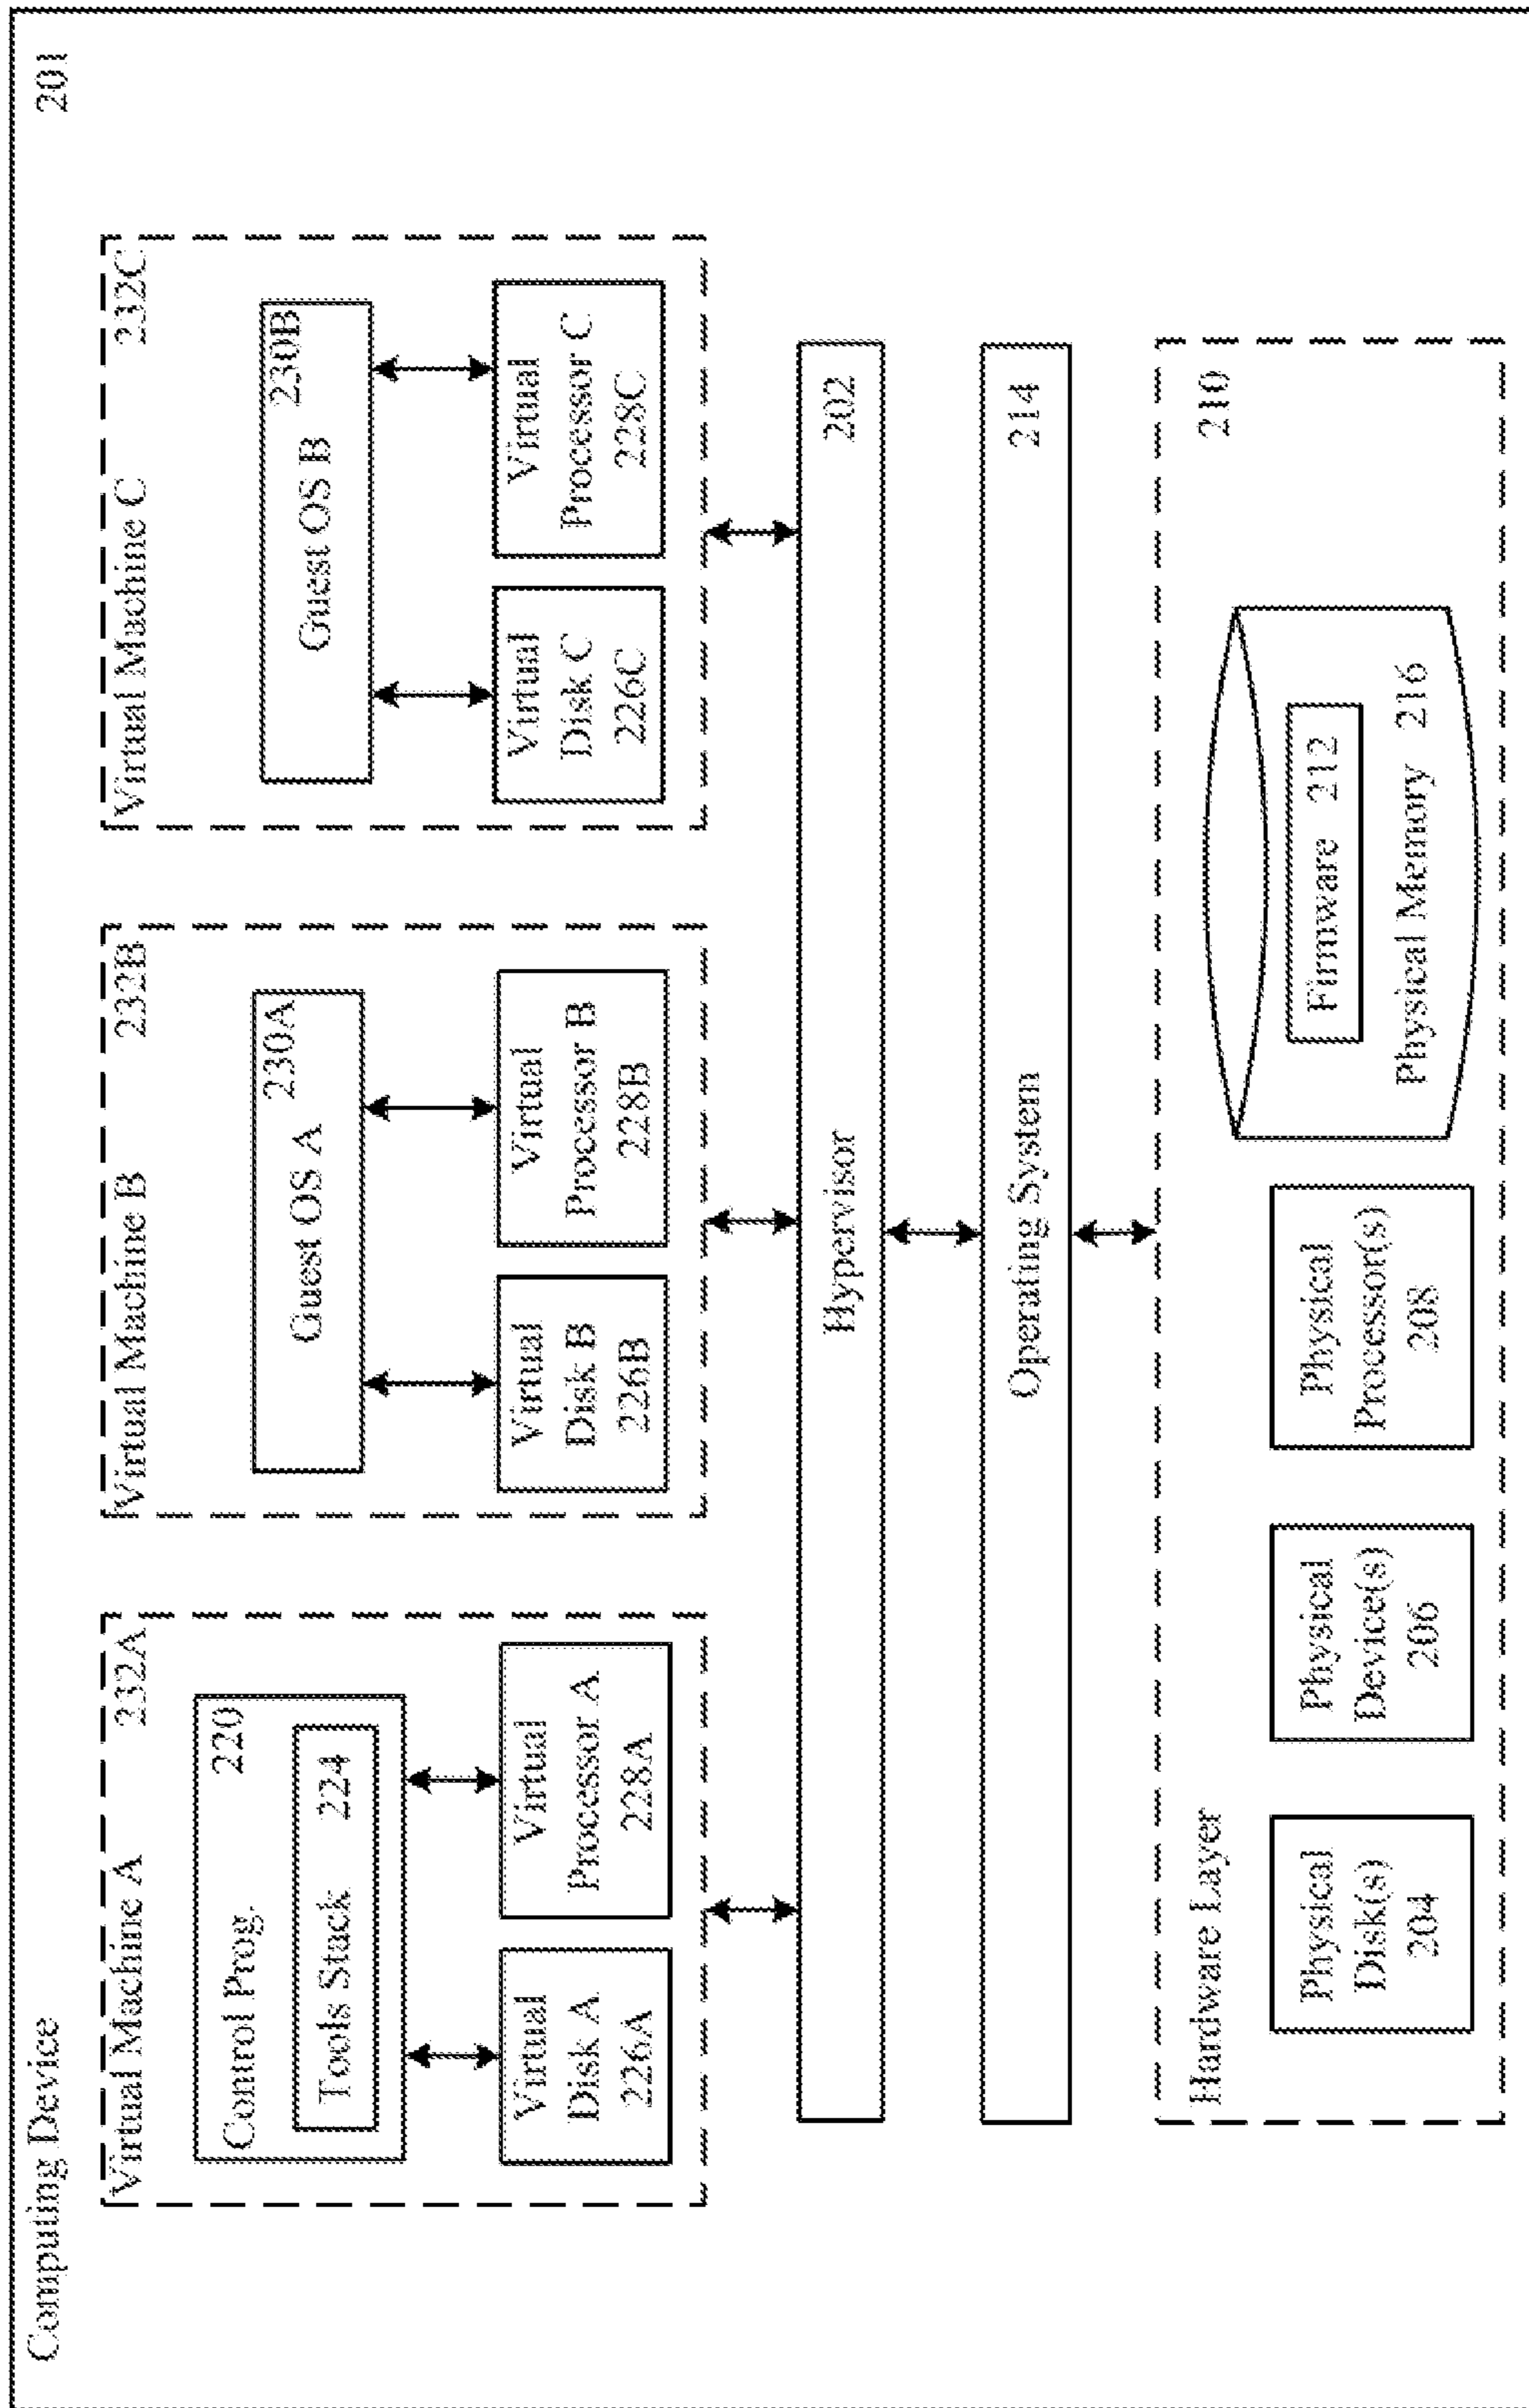 Computing Device
201
Virtual Machine A
232A
Control Prog.
220
Tools Stack 224
Virtual
Disk A
226A
Virtual
Processor A
228A
Virtual Machine B
232B
230A
Guest OS A
Virtual
Disk B
226B
Virtual
Processor B
228B
Virtual Machine C
232C
230B
Guest OS B
Virtual
Disk C
226C
Virtual
Processor C
228C
Hypervisor
202
Operating System
214
Hardware Layer
210
Physical
Disk(s)
204
Physical
Device(s)
206
Physical
Processor(s)
208
Firmware 212
Physical Memory 216